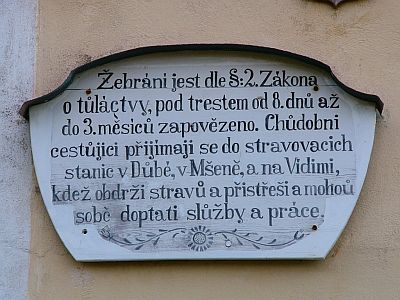 Žebráni jest dle §:2. Zákona
o tůláctvy, pod trestem od 8. dnů až
do 3. měsiců zapovězeno. Chůdobni
cestůjici přijimaji se do stravovacich
stanic v Důbé, v Mšeně, a na Vidimi,
kdež obdrži stravů a přistřeši a mohoů
sobě doptati slůžby a práce.